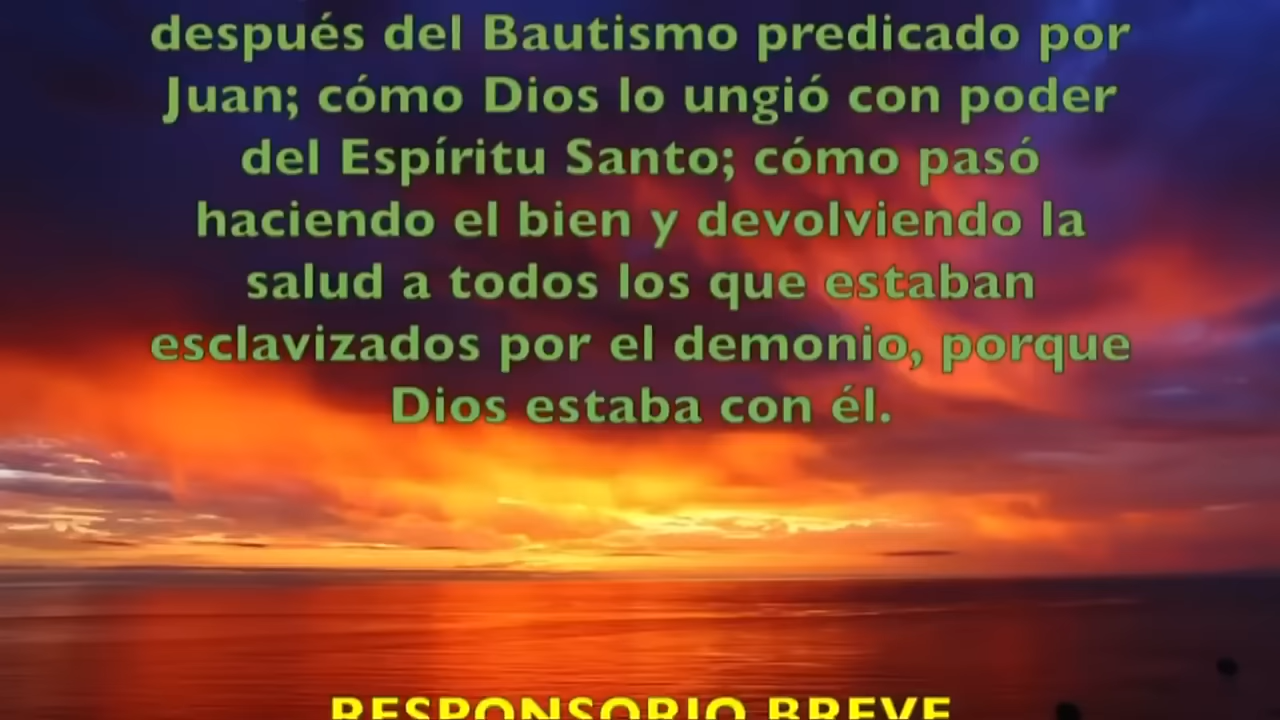 después del Bautismo predicado por
Juan; cómo Dios lo ungió con poder
del Espíritu Santo; cómo pasó
haciendo el bien y devolviendo la
salud a todos los que estaban
esclavizados por el demonio, porque
Dios estaba con él.
RESPONSORIO BREVE